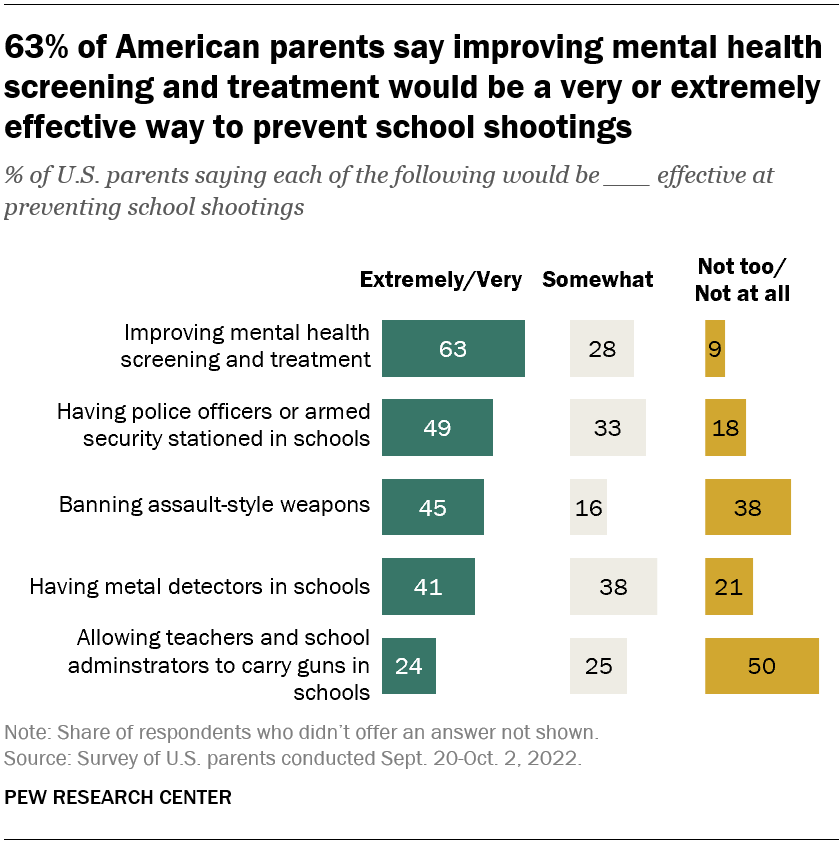 63% of American parents say improving mental health
screening and treatment would be a very or extremely
effective way to prevent school shootings
% of U.S. parents saying each of the following would be ___ effective at
preventing school shootings
Extremely/Very
Somewhat
Not too/
Not at all
Improving mental health
screening and treatment
63
28
9
Having police officers or armed
security stationed in schools
49
33
18
Banning assault-style weapons
45
16
38
Having metal detectors in schools
41
38
21
Allowing teachers and school
adminstrators to carry guns in
schools
24
25
50
Note: Share of respondents who didn't offer an answer not shown.
Source: Survey of U.S. parents conducted Sept. 20-Oct. 2, 2022.
PEW RESEARCH CENTER